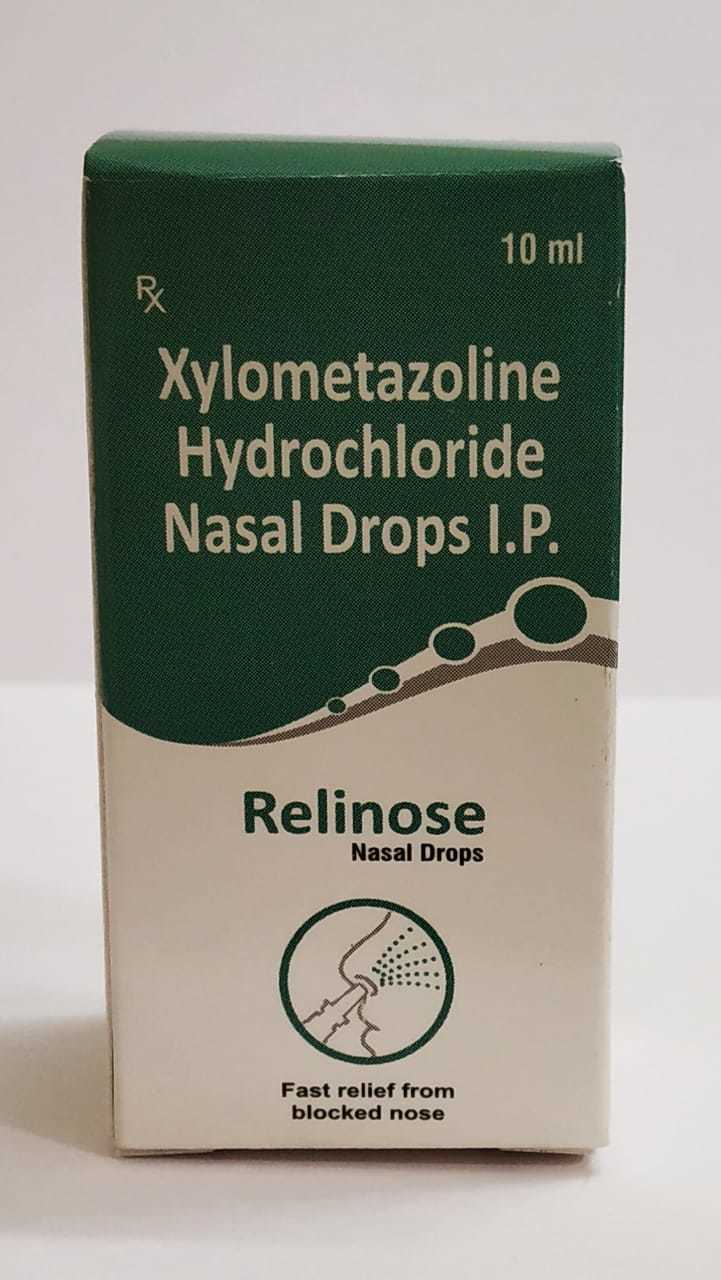 10 ml
Rx
Xylometazoline
Hydrochloride
Nasal Drops I.P.
Relinose
Nasal Drops
Fast relief from
blocked nose